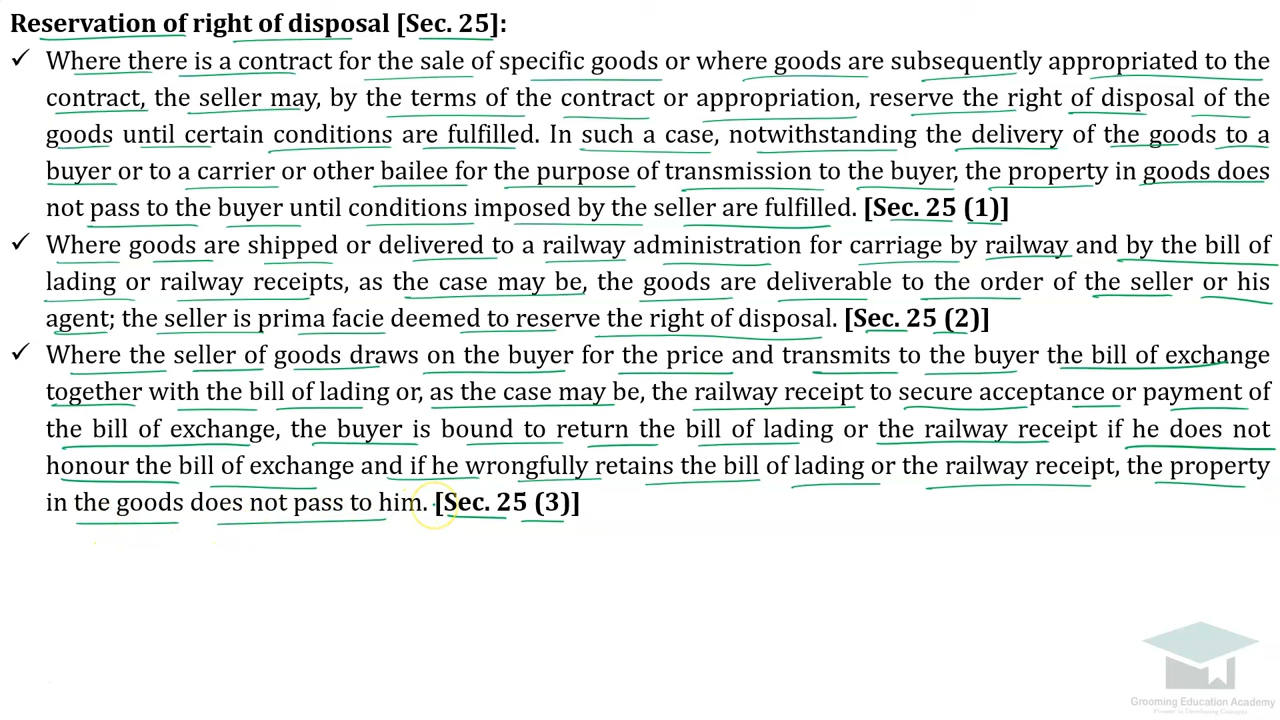 Reservation of right of disposal [Sec. 25]:
✓ Where there is a contract for the sale of specific goods or where goods are subsequently appropriated to the
contract, the seller may, by the terms of the contract or appropriation, reserve the right of disposal of the
goods until certain conditions are fulfilled. In such a case, notwithstanding the delivery of the goods to a
buyer or to a carrier or other bailee for the purpose of transmission to the buyer, the property in goods does
not pass to the buyer until conditions imposed by the seller are fulfilled. [Sec. 25 (1)]
✓ Where goods are shipped or delivered to a railway administration for carriage by railway and by the bill of
lading or railway receipts, as the case may be, the goods are deliverable to the order of the seller or his
agent; the seller is prima facie deemed to reserve the right of disposal. [Sec. 25 (2)]
✓ Where the seller of goods draws on the buyer for the price and transmits to the buyer the bill of exchange
together with the bill of lading or, as the case may be, the railway receipt to secure acceptance or payment of
the bill of exchange, the buyer is bound to return the bill of lading or the railway receipt if he does not
honour the bill of exchange and if he wrongfully retains the bill of lading or the railway receipt, the property
in the goods does not pass to him. [Sec. 25 (3)]
Grooming Education Academy
Pioneer in Developing Concepts